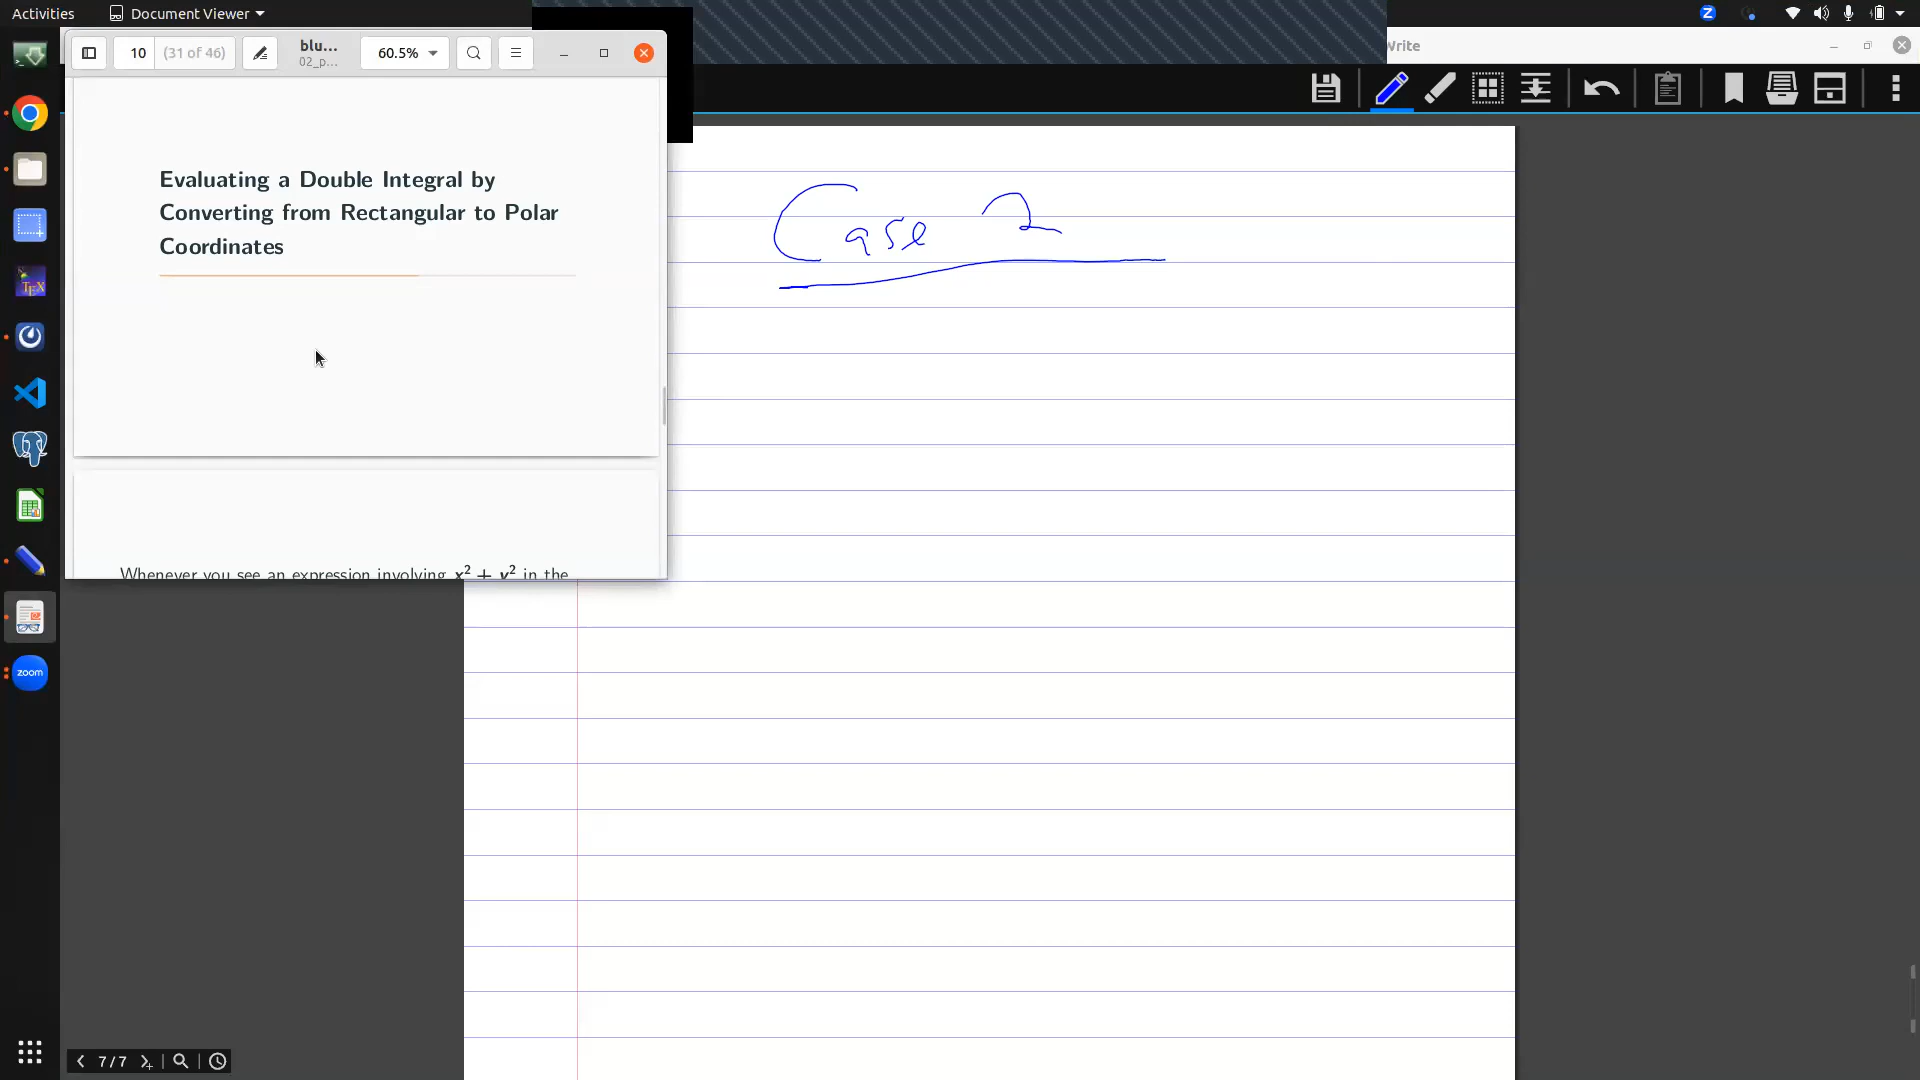 Activities
Document Viewer
Z
10
(31 of 46)
blu...
02_p...
60.5%
Write
Evaluating a Double Integral by
Converting from Rectangular to Polar
Coordinates
Whenever you see an expression involving x² + y² in the
Case 2
TEX
zoom
7/7